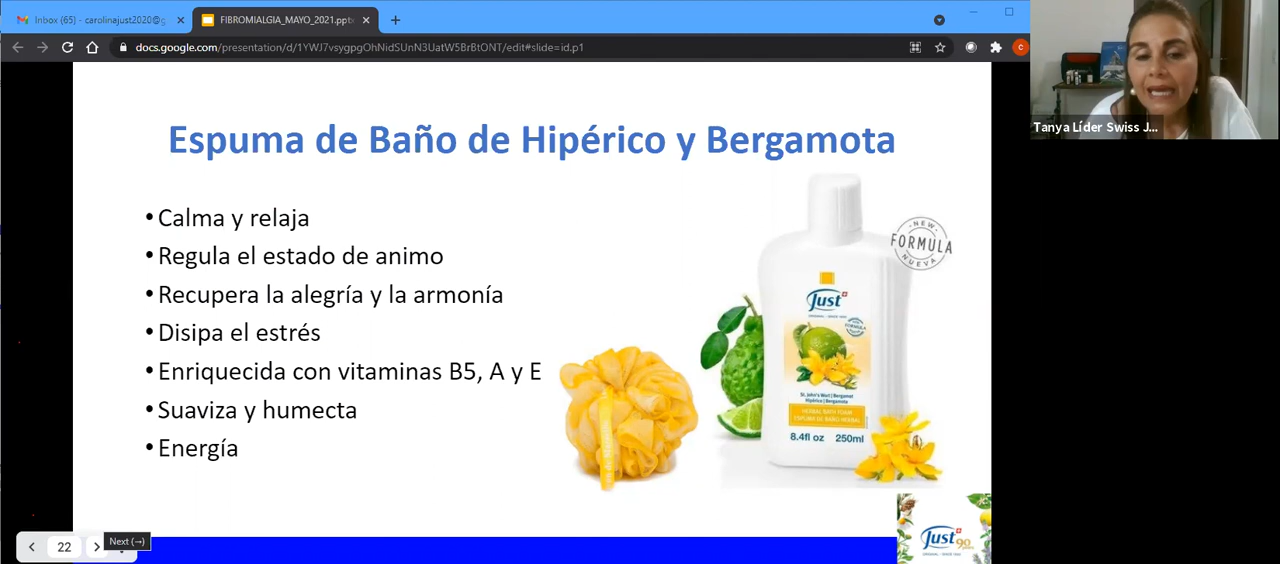 Inbox (65) - carolinajust2020@g
FIBROMIALGIA_MAYO_2021.pptx
docs.google.com/presentation/d/1YWJ7vsygpgOhNidSUnN3UatW5BrBtONT/edit#slide=id.p1
C
Tanya Líder Swiss J...
Espuma de Baño de Hipérico y Bergamota
• Calma y relaja
• Regula el estado de animo
• Recupera la alegría y la armonía
• Disipa el estrés
• Enriquecida con vitaminas B5, A y E
• Suaviza y humecta
• Energía
NEW
FORMULA
NUEVA
Just
St. John's Wort | Bergamot
Hipérico | Bergamota
HERBAL BATH FOAM
ESPUMA DE BAÑO HERBAL
8.4fl oz 250ml
Just 90
22
Next (→)